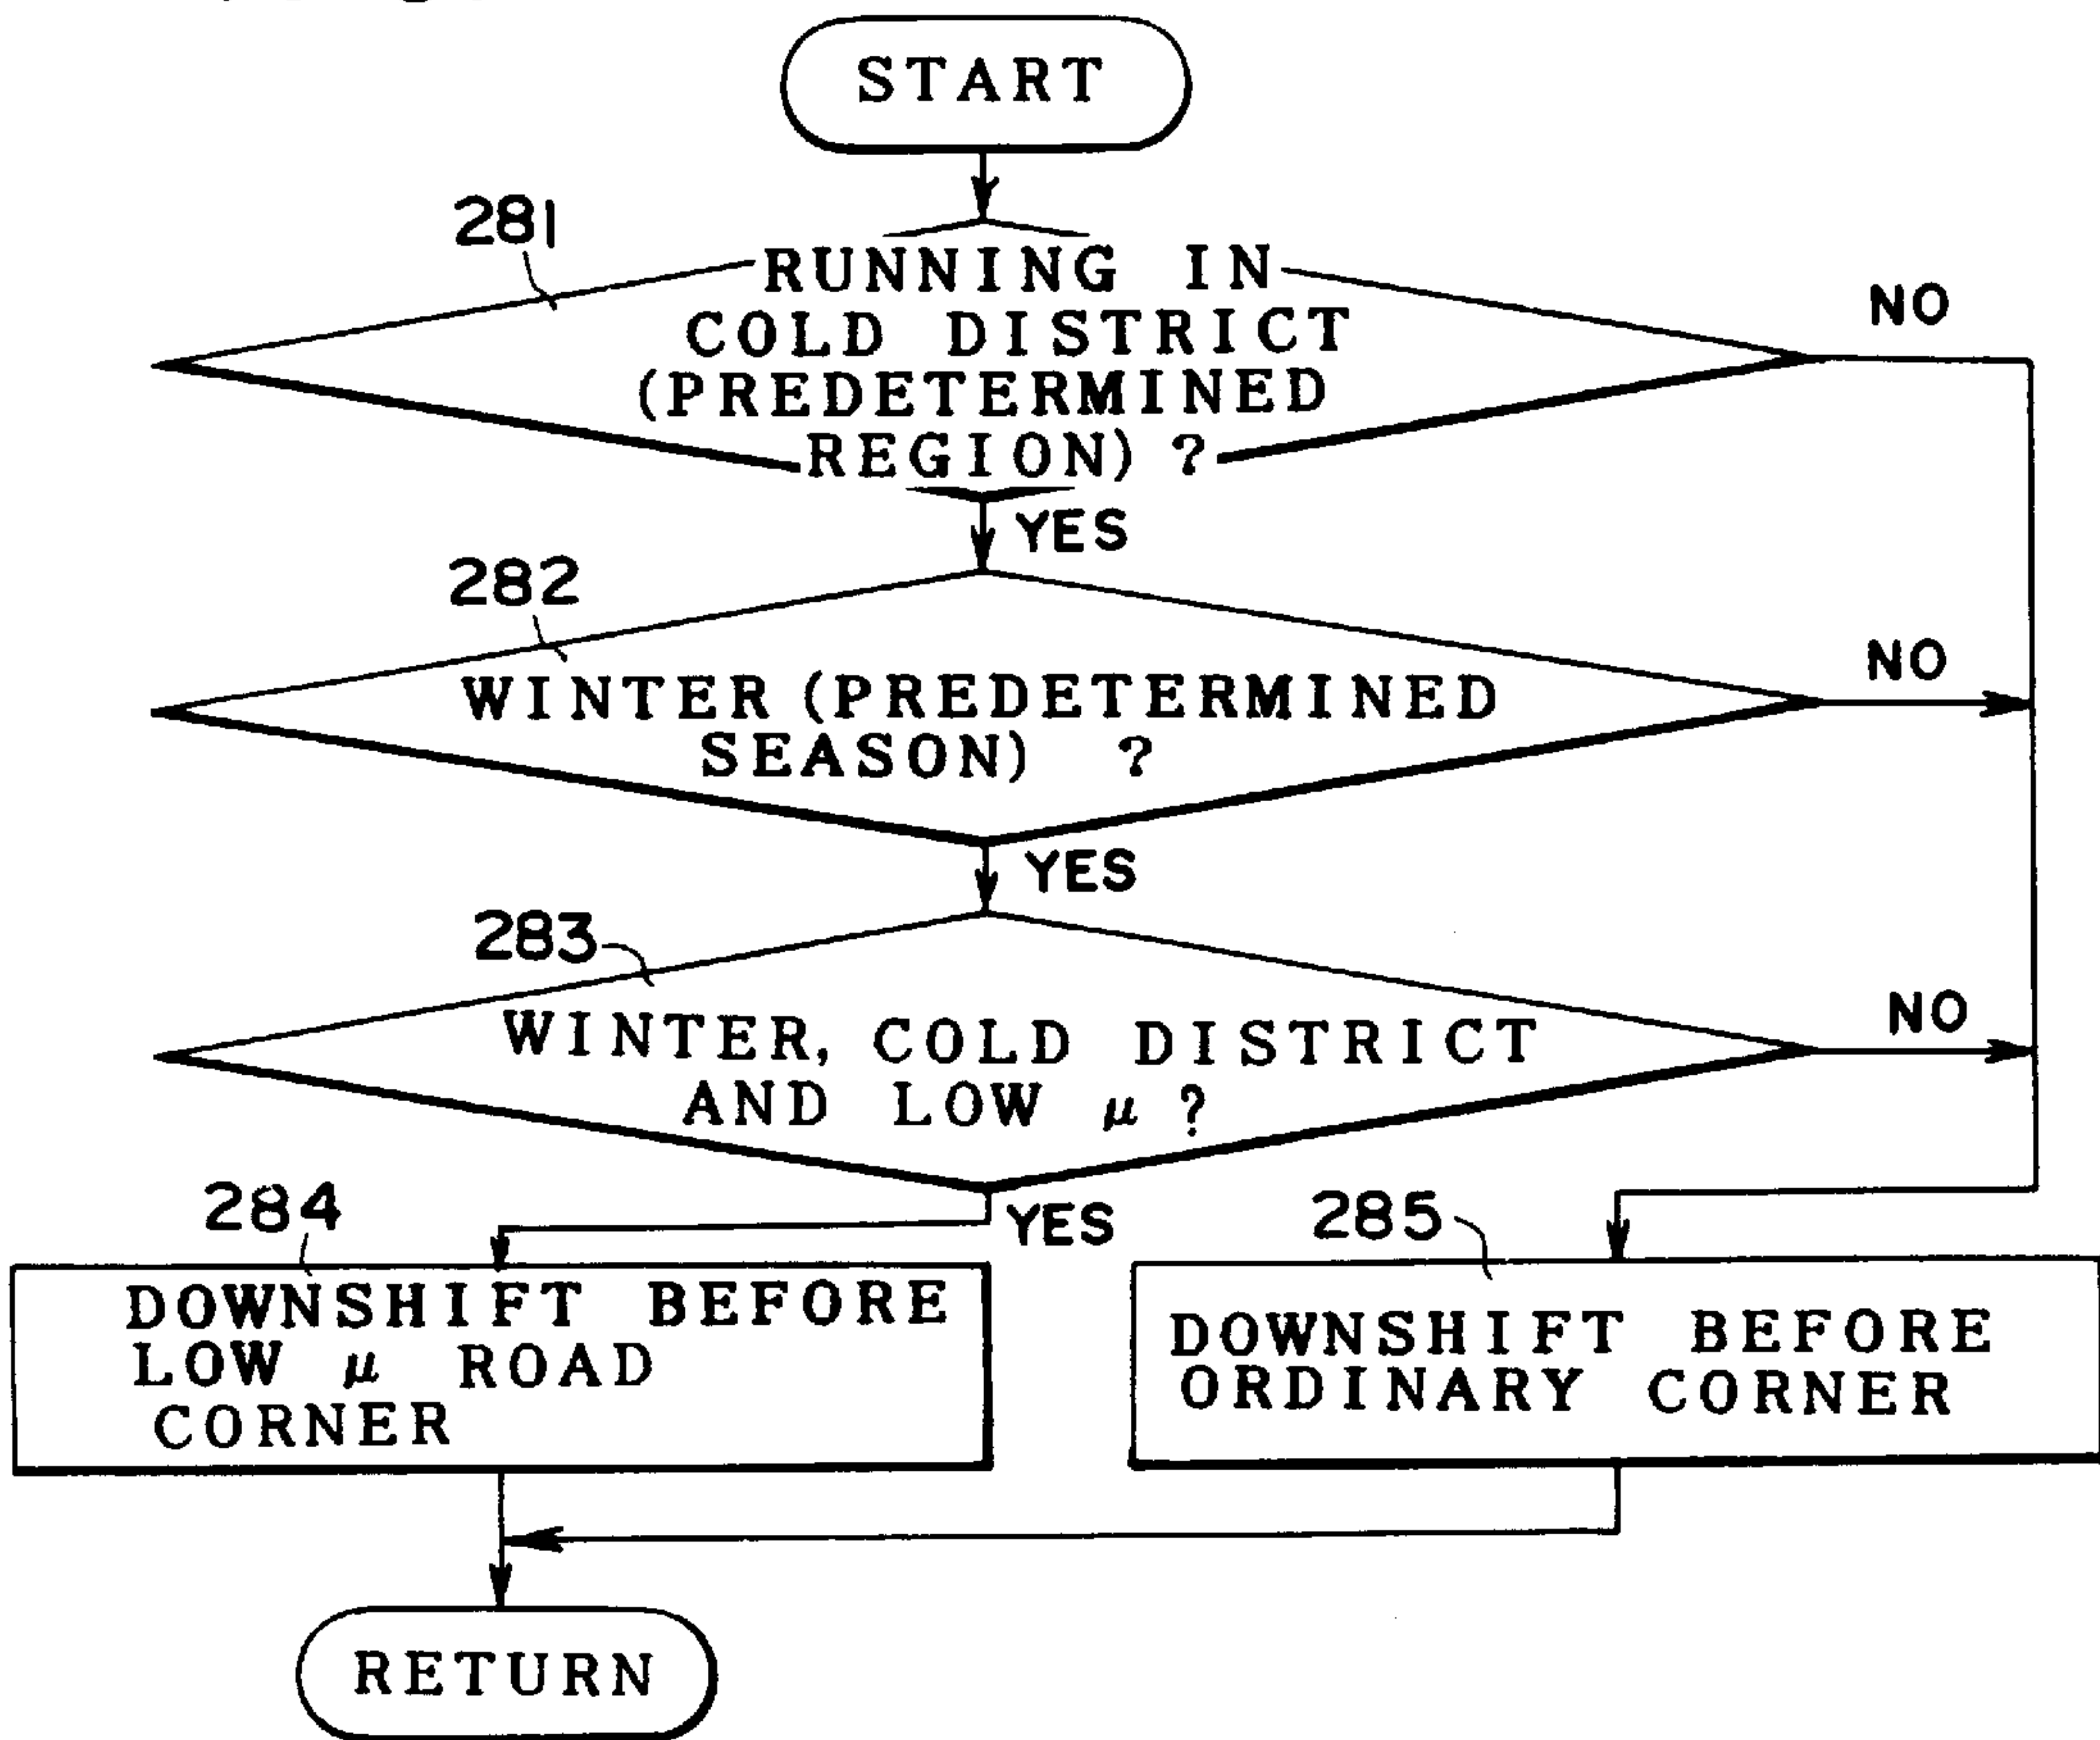 START
281
RUNNING IN
COLD DISTRICT
(PREDETERMINED
REGION) ?
NO
YES
282
WINTER (PREDETERMINED
SEASON) ?
NO
YES
283
WINTER, COLD DISTRICT
AND LOW μ ?
NO
YES
284
DOWNSHIFT BEFORE
LOW μ ROAD
CORNER
285
DOWNSHIFT BEFORE
ORDINARY CORNER
RETURN